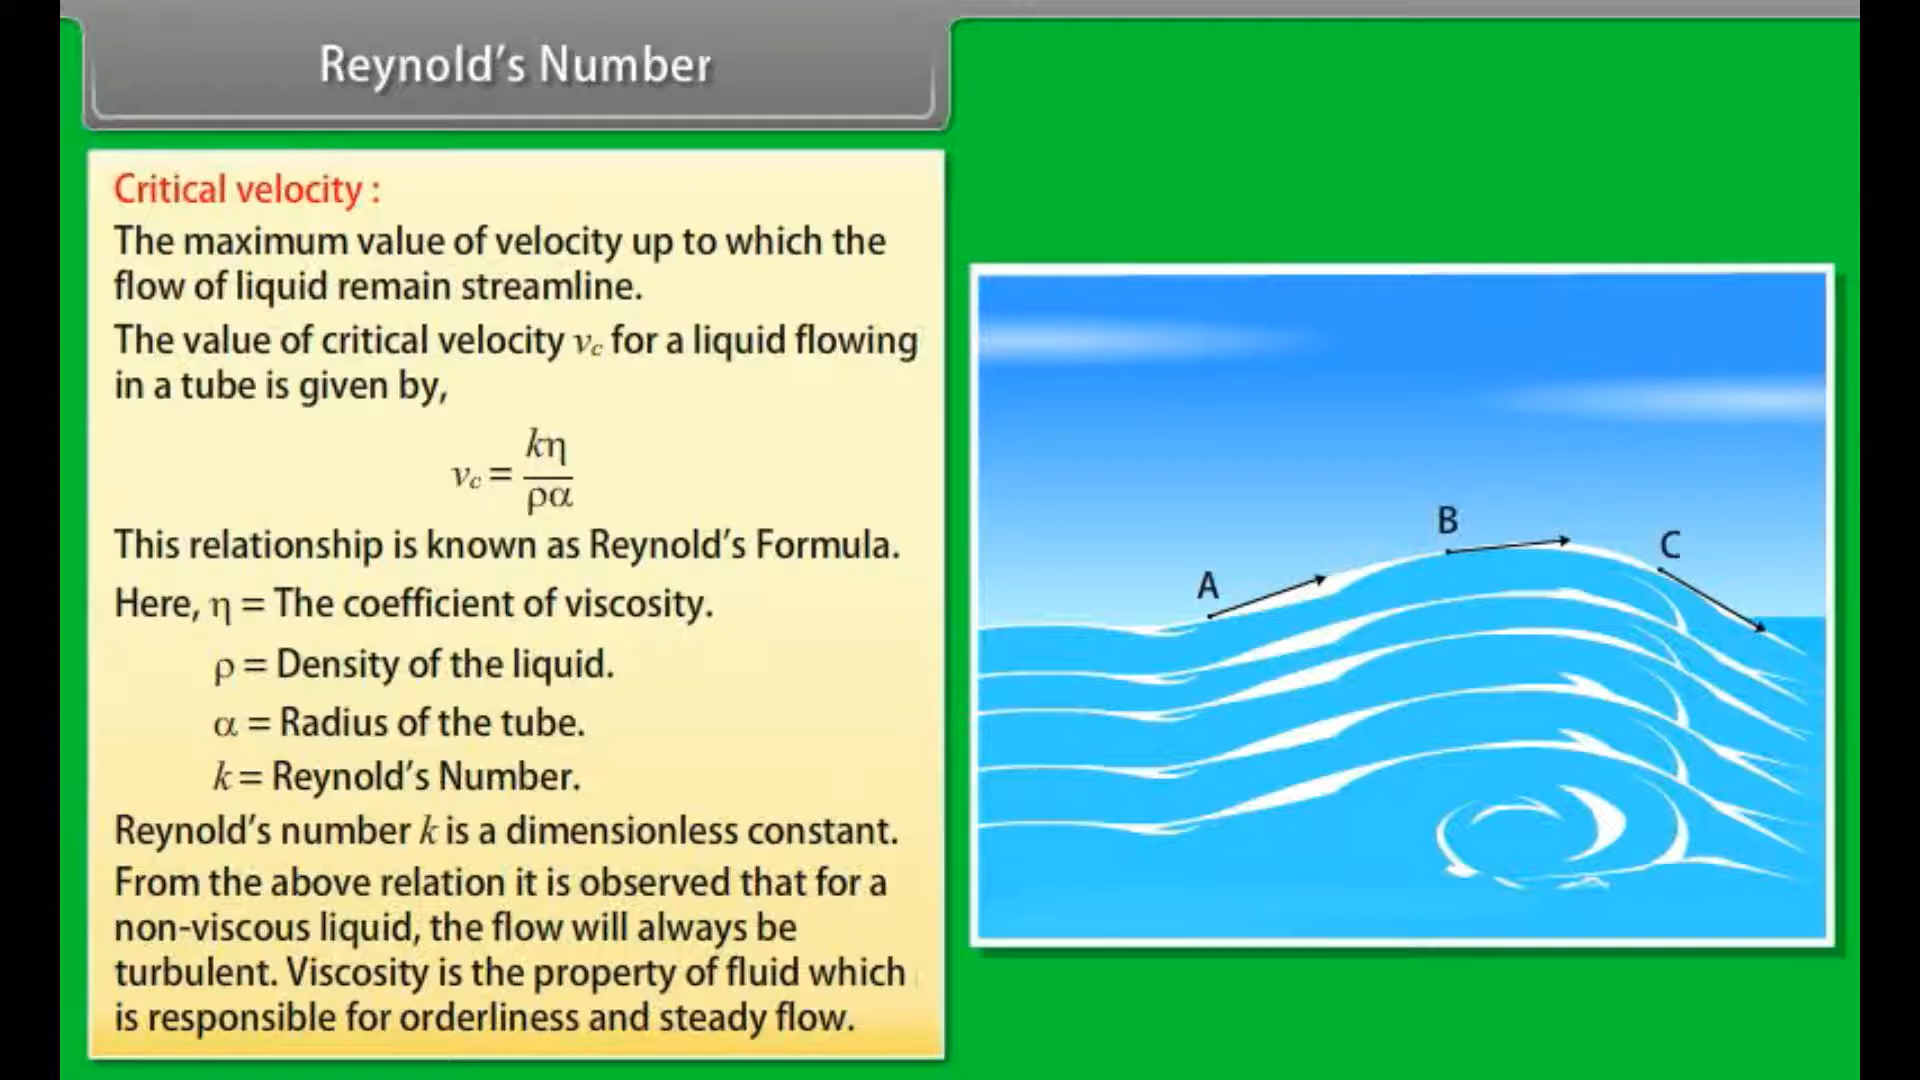 Reynold's Number
Critical velocity :
The maximum value of velocity up to which the
flow of liquid remain streamline.
The value of critical velocity vc for a liquid flowing
in a tube is given by,
vc = kη / ρα
This relationship is known as Reynold's Formula.
Here, η = The coefficient of viscosity.
ρ = Density of the liquid.
α = Radius of the tube.
k = Reynold's Number.
Reynold's number k is a dimensionless constant.
From the above relation it is observed that for a
non-viscous liquid, the flow will always be
turbulent. Viscosity is the property of fluid which
is responsible for orderliness and steady flow.
A
B
C